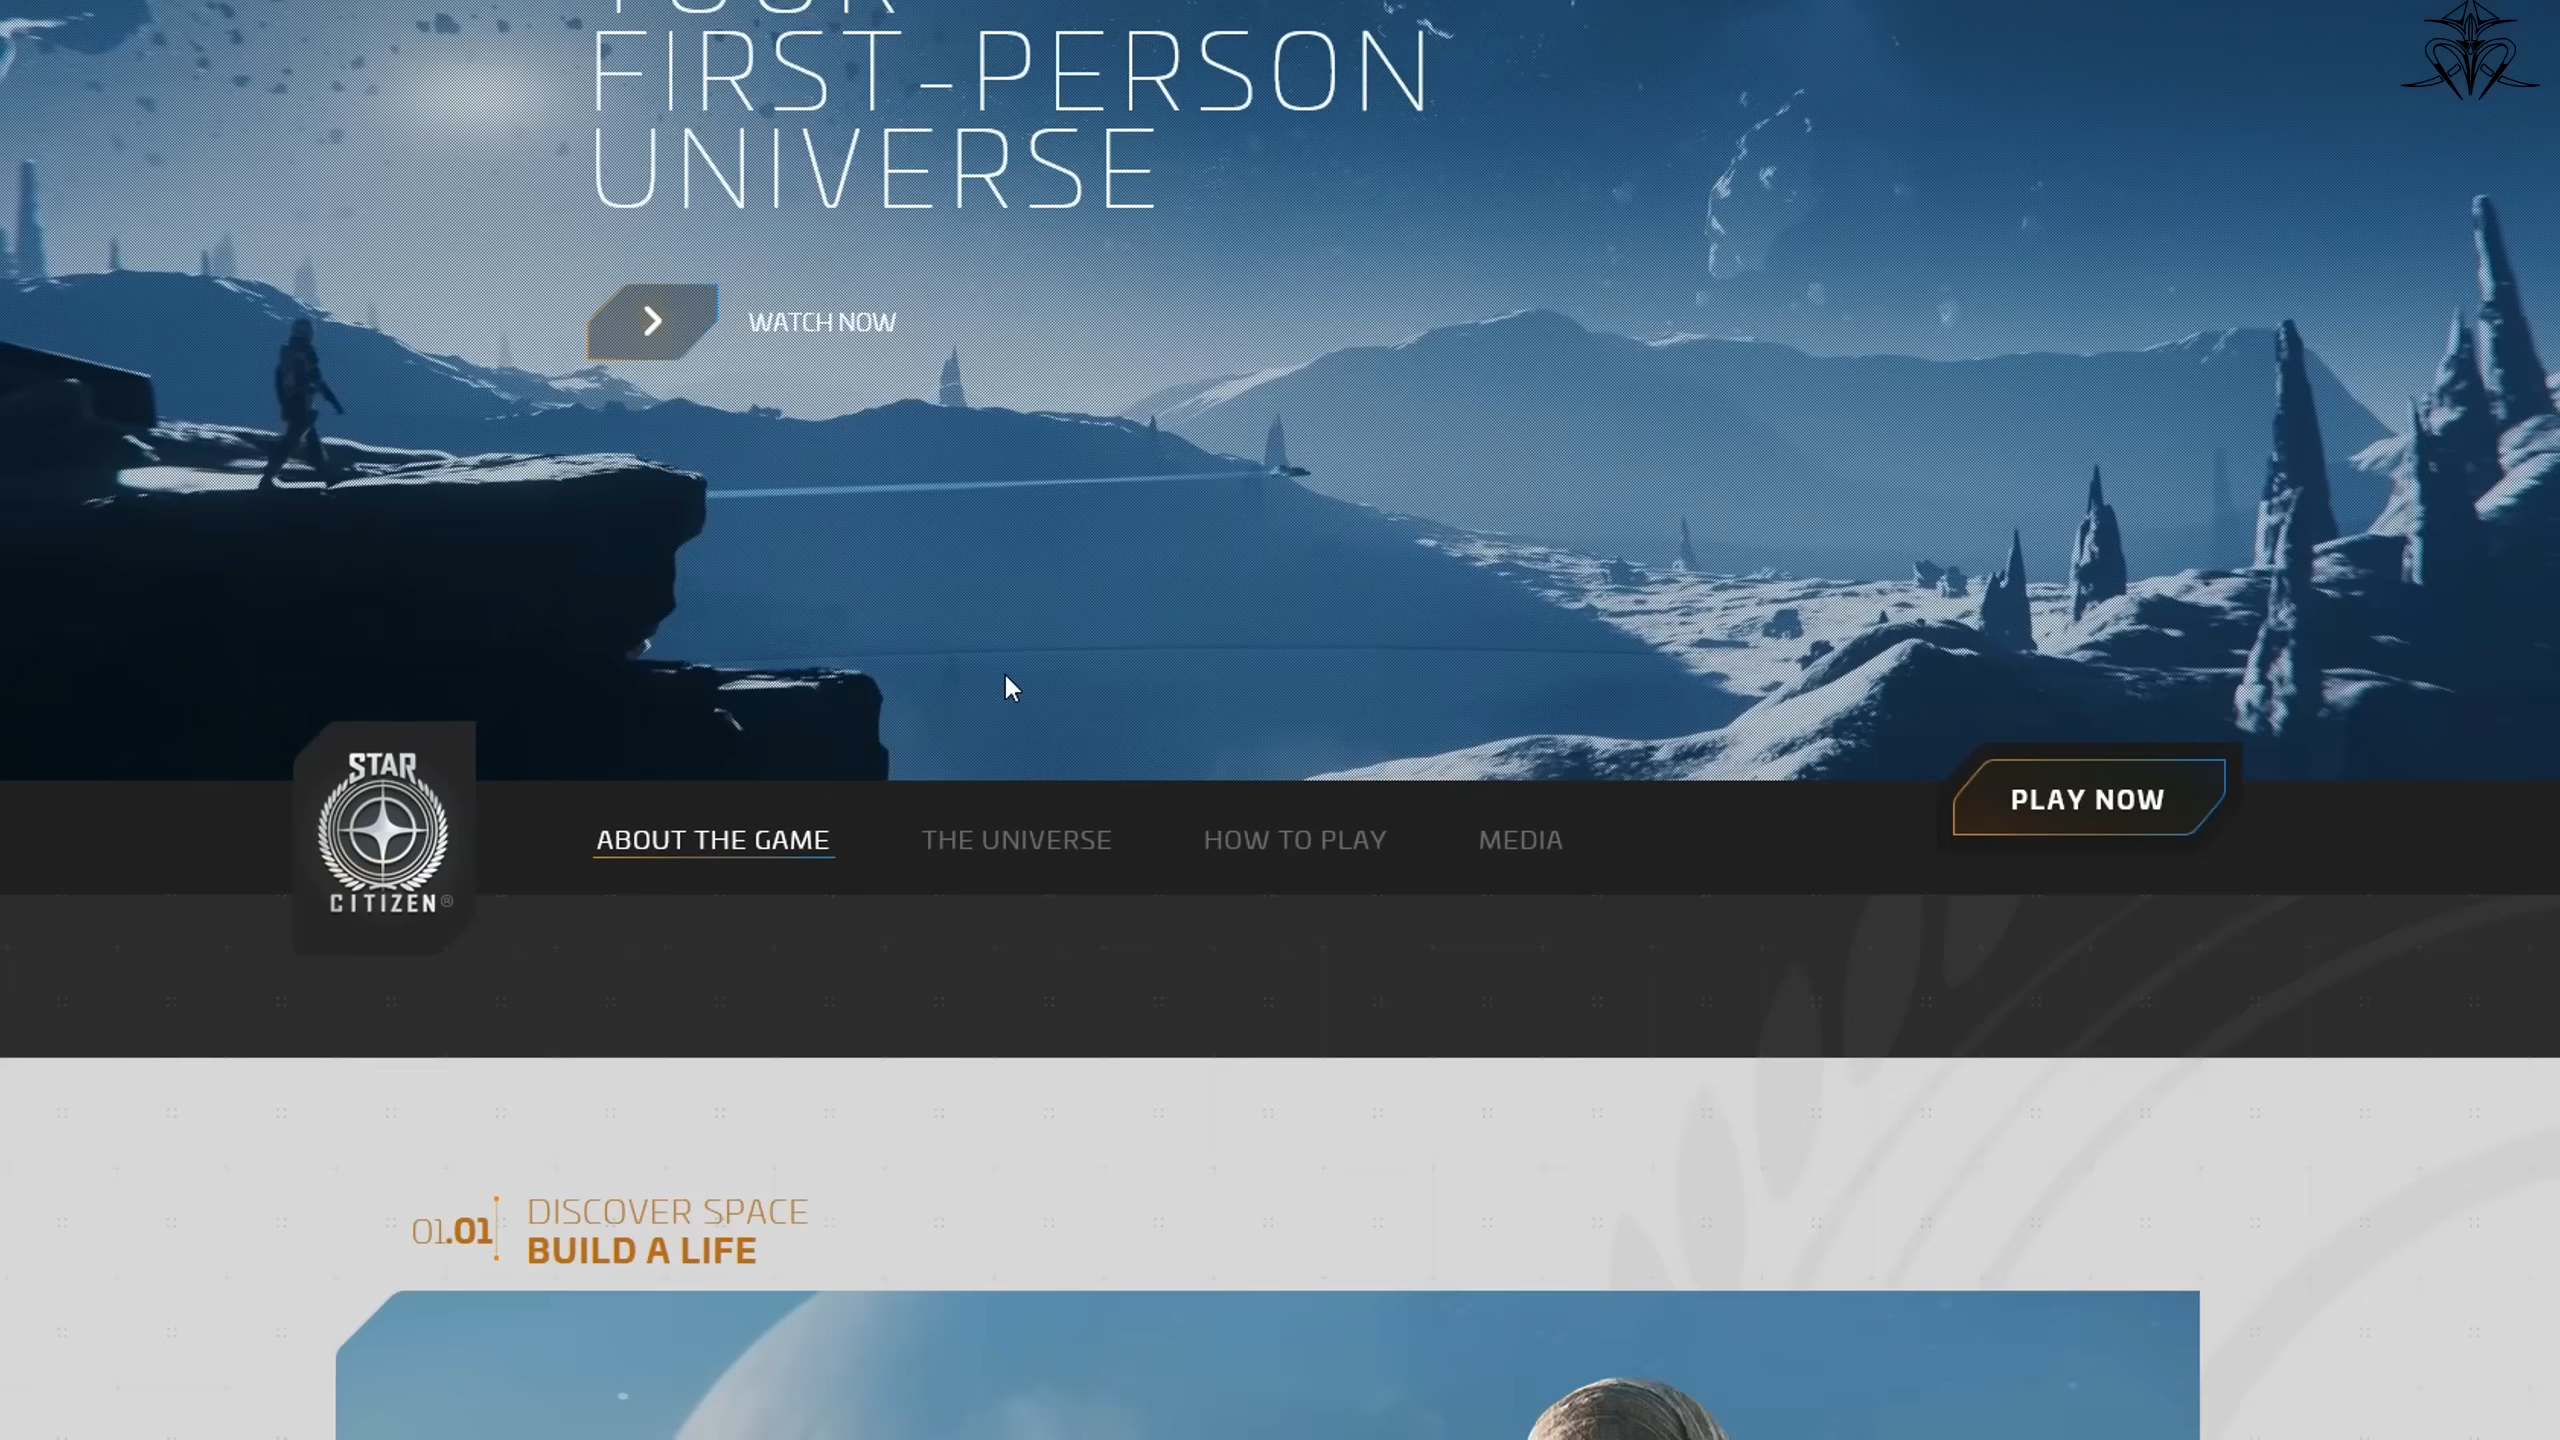 YOUR
FIRST-PERSON
UNIVERSE
WATCH NOW
STAR
CITIZEN®
ABOUT THE GAME
THE UNIVERSE
HOW TO PLAY
MEDIA
PLAY NOW
01.01
DISCOVER SPACE
BUILD A LIFE